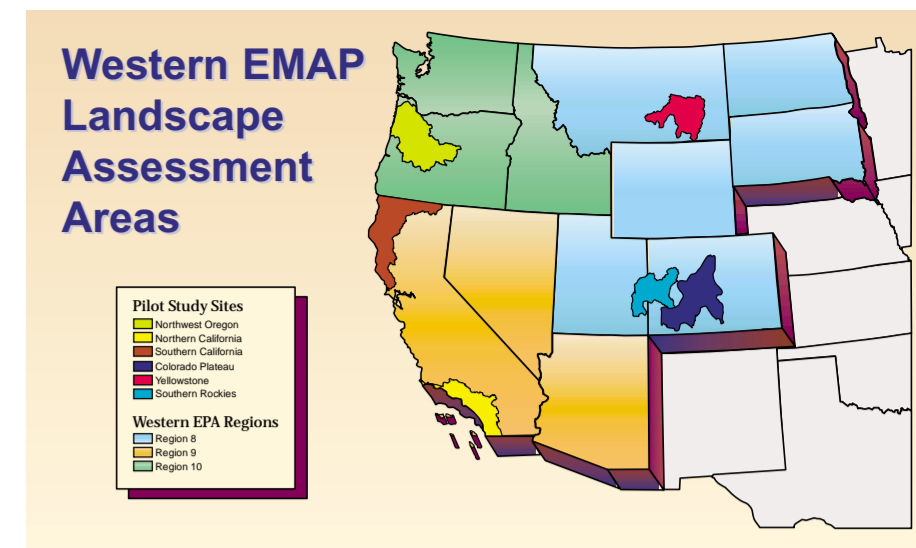 Western EMAP
Landscape
Assessment
Areas
Pilot Study Sites
Northwest Oregon
Northern California
Southern California
Colorado Plateau
Yellowstone
Southern Rockies
Western EPA Regions
Region 8
Region 9
Region 10